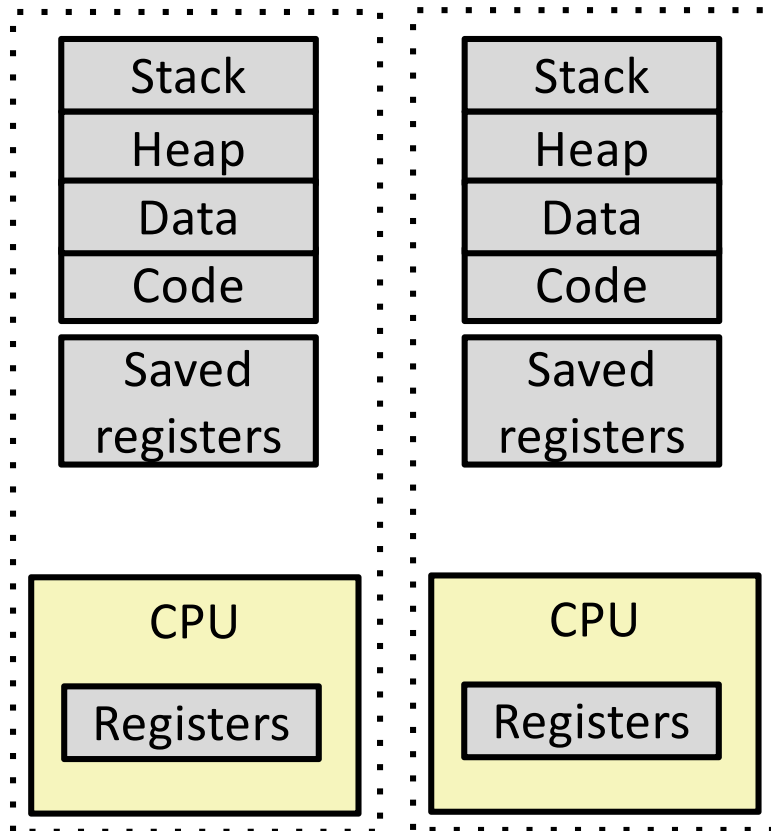 Stack
Heap
Data
Code
Saved
registers
CPU
Registers
Stack
Heap
Data
Code
Saved
registers
CPU
Registers